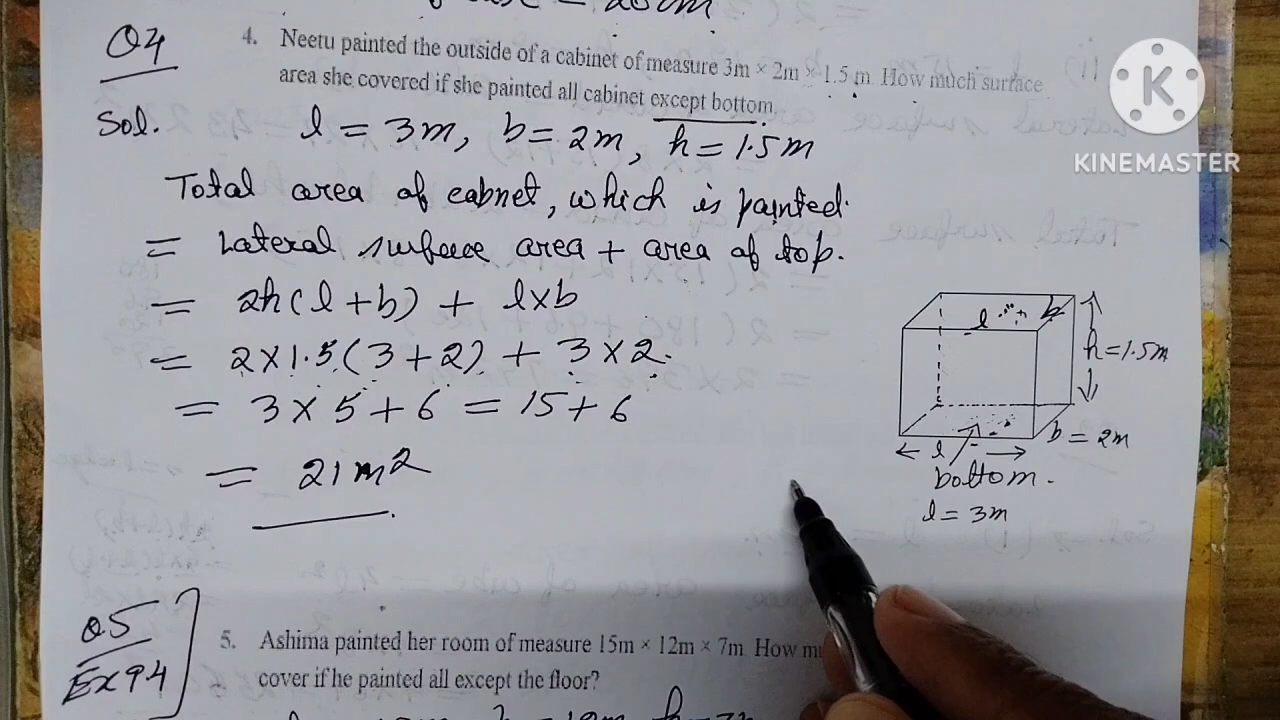 Q4
4. Neetu painted the outside of a cabinet of measure 3m × 2m × 1.5 m. How much surface
area she covered if she painted all cabinet except bottom.
KINEMASTER
Sol.
l = 3m, b = 2m, h = 1.5m
Total area of cabnet, which is painted.
= Lateral surface area + area of top.
= 2h(l+b) + l×b
= 2×1.5(3+2) + 3×2.
= 3×5+6 = 15+6
= 21m²
l b
h=1.5m
b = 2m
l
bottom.
l = 3m
Q5
Ex 94
5. Ashima painted her room of measure 15m × 12m × 7m. How
cover if he painted all except the floor?